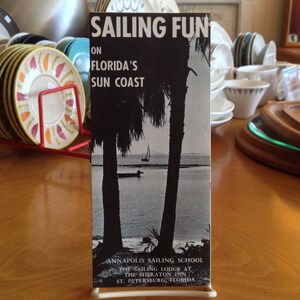 SAILING FUN
ON
FLORIDA'S
SUN COAST
ANNAPOLIS SAILING SCHOOL
THE SAILING LODGE AT
THE SHERATON INN
ST. PETERSBURG, FLORIDA